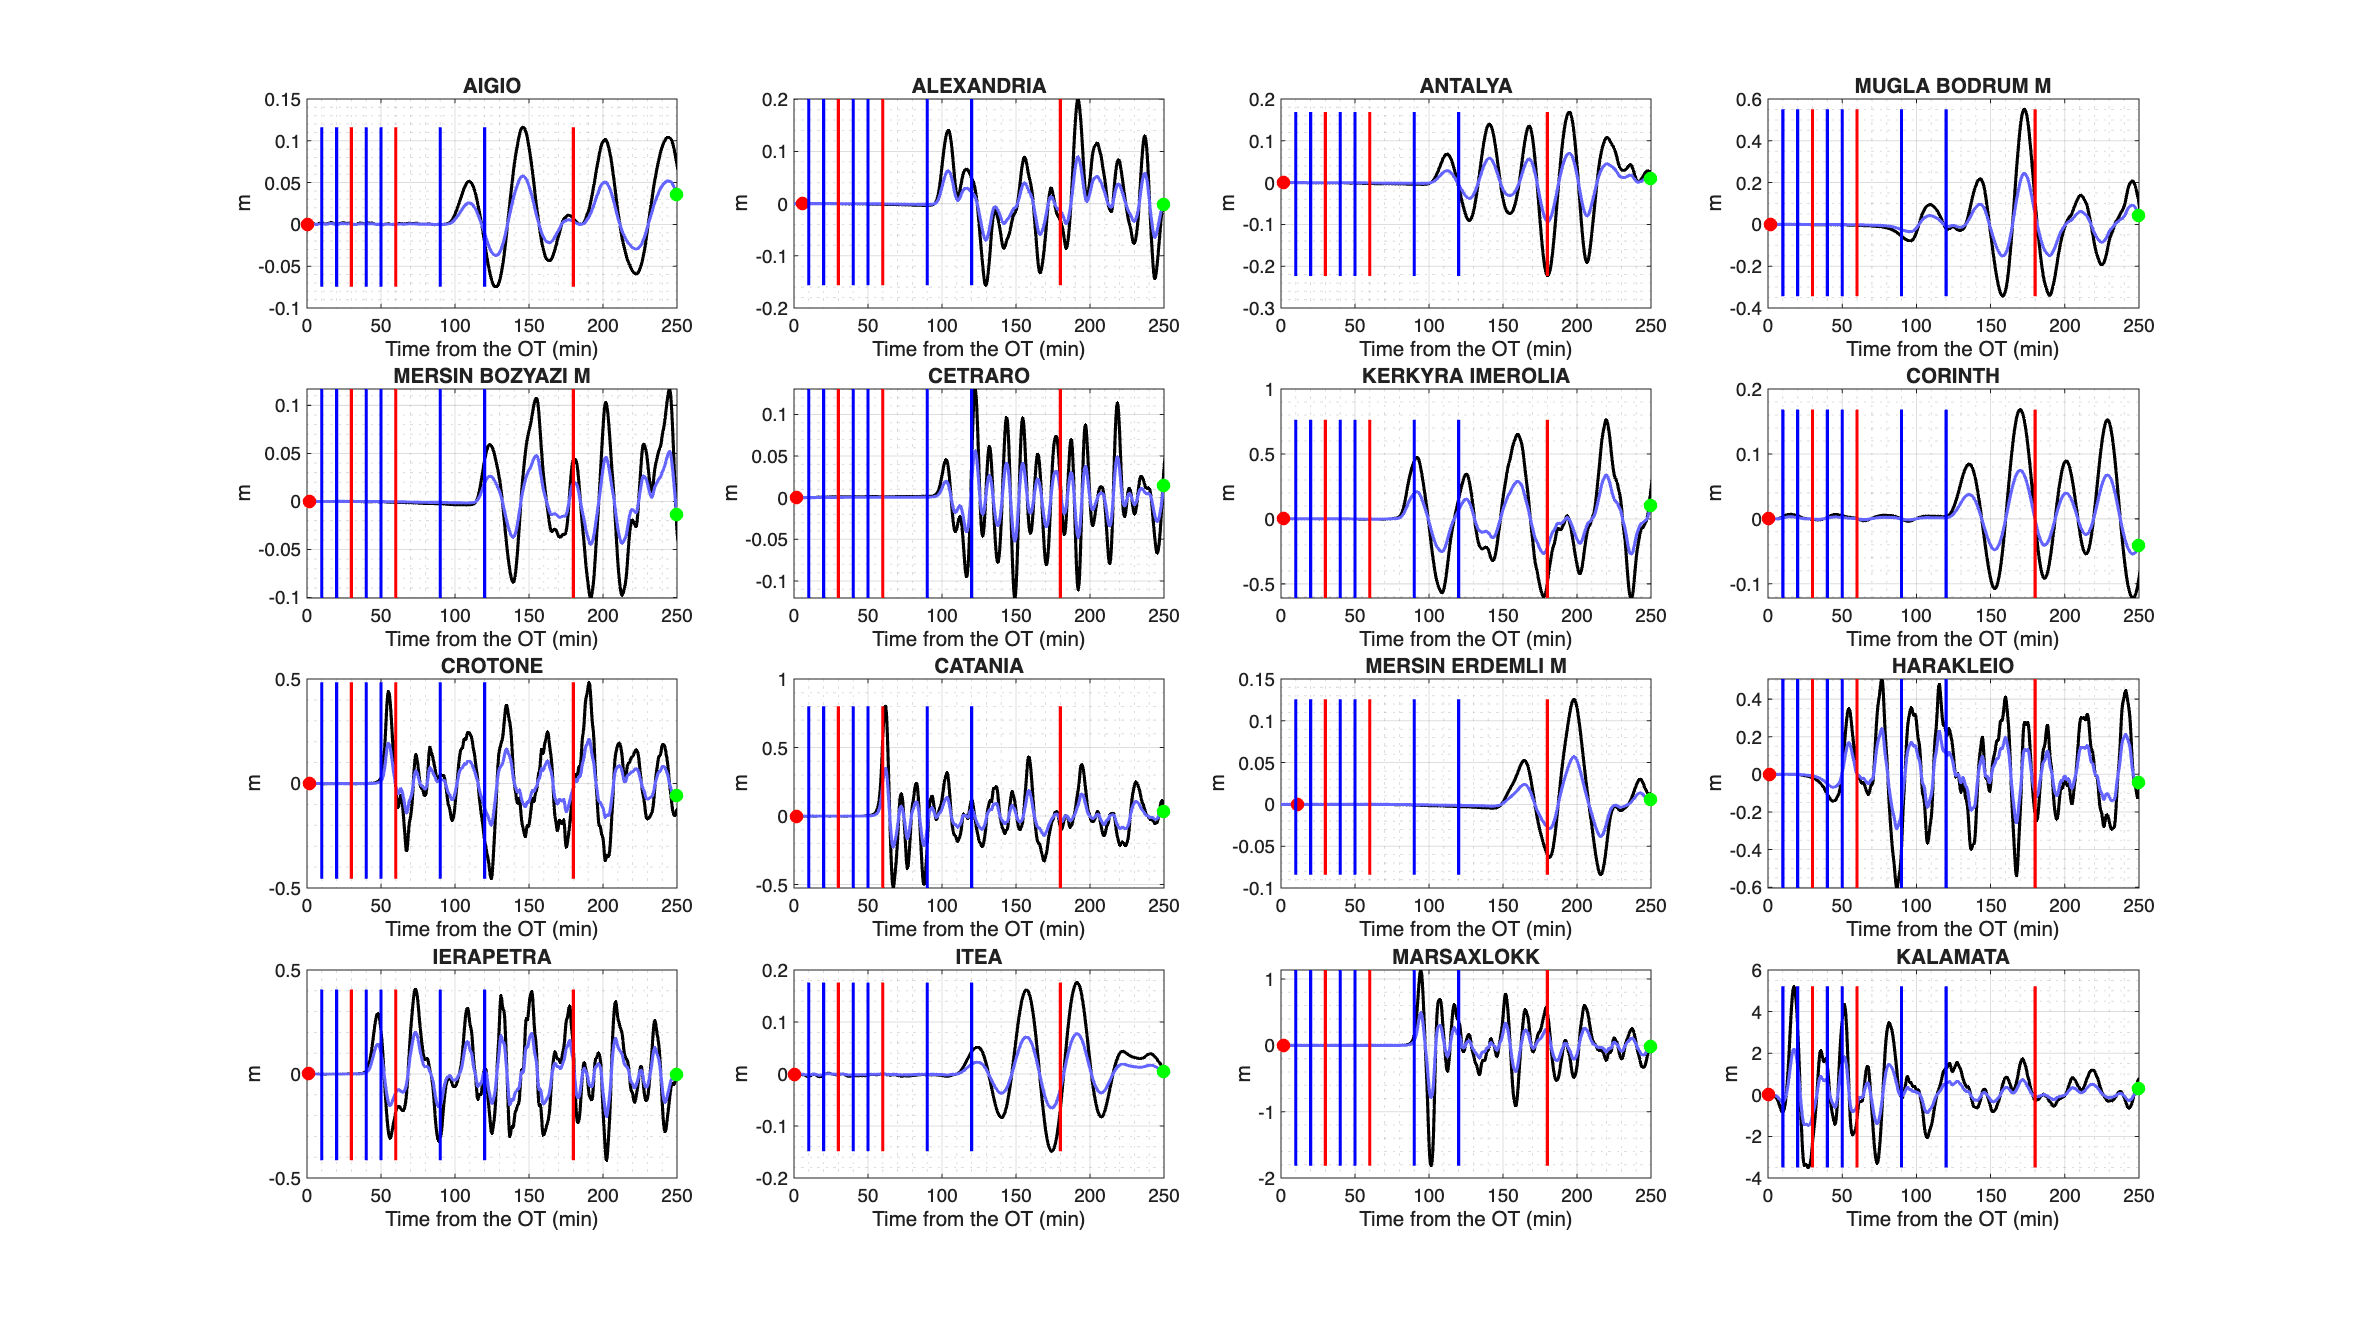 AIGIO
0.15
0.1
0.05
0
-0.05
-0.1
m
0 50 100 150 200 250
Time from the OT (min)
ALEXANDRIA
0.2
0.1
0
-0.1
-0.2
m
0 50 100 150 200 250
Time from the OT (min)
ANTALYA
0.2
0.1
0
-0.1
-0.2
-0.3
m
0 50 100 150 200 250
Time from the OT (min)
MUGLA BODRUM M
0.6
0.4
0.2
0
-0.2
-0.4
m
0 50 100 150 200 250
Time from the OT (min)
MERSIN BOZYAZI M
0.1
0.05
0
-0.05
-0.1
m
0 50 100 150 200 250
Time from the OT (min)
CETRARO
0.1
0.05
0
-0.05
-0.1
m
0 50 100 150 200 250
Time from the OT (min)
KERKYRA IMEROLIA
1
0.5
0
-0.5
m
0 50 100 150 200 250
Time from the OT (min)
CORINTH
0.2
0.1
0
-0.1
m
0 50 100 150 200 250
Time from the OT (min)
CROTONE
0.5
0
-0.5
m
0 50 100 150 200 250
Time from the OT (min)
CATANIA
1
0.5
0
-0.5
m
0 50 100 150 200 250
Time from the OT (min)
MERSIN ERDEMLI M
0.15
0.1
0.05
0
-0.05
-0.1
m
0 50 100 150 200 250
Time from the OT (min)
HARAKLEIO
0.4
0.2
0
-0.2
-0.4
-0.6
m
0 50 100 150 200 250
Time from the OT (min)
IERAPETRA
0.5
0
-0.5
m
0 50 100 150 200 250
Time from the OT (min)
ITEA
0.2
0.1
0
-0.1
-0.2
m
0 50 100 150 200 250
Time from the OT (min)
MARSAXLOKK
1
0
-1
-2
m
0 50 100 150 200 250
Time from the OT (min)
KALAMATA
6
4
2
0
-2
-4
m
0 50 100 150 200 250
Time from the OT (min)